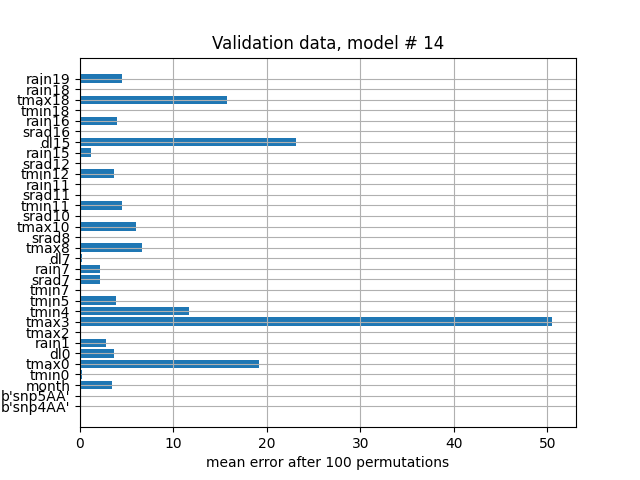 Validation data, model # 14
rain19
rain18
tmax18
tmin18
rain16
srad16
dl15
rain15
srad12
tmin12
rain11
srad11
tmin11
srad10
tmax10
srad8
tmax8
dl7
rain7
srad7
tmin7
tmin5
tmin4
tmax3
tmax2
rain1
dl0
tmax0
tmin0
month
b'snp5AA'
b'snp4AA'
0 10 20 30 40 50
mean error after 100 permutations